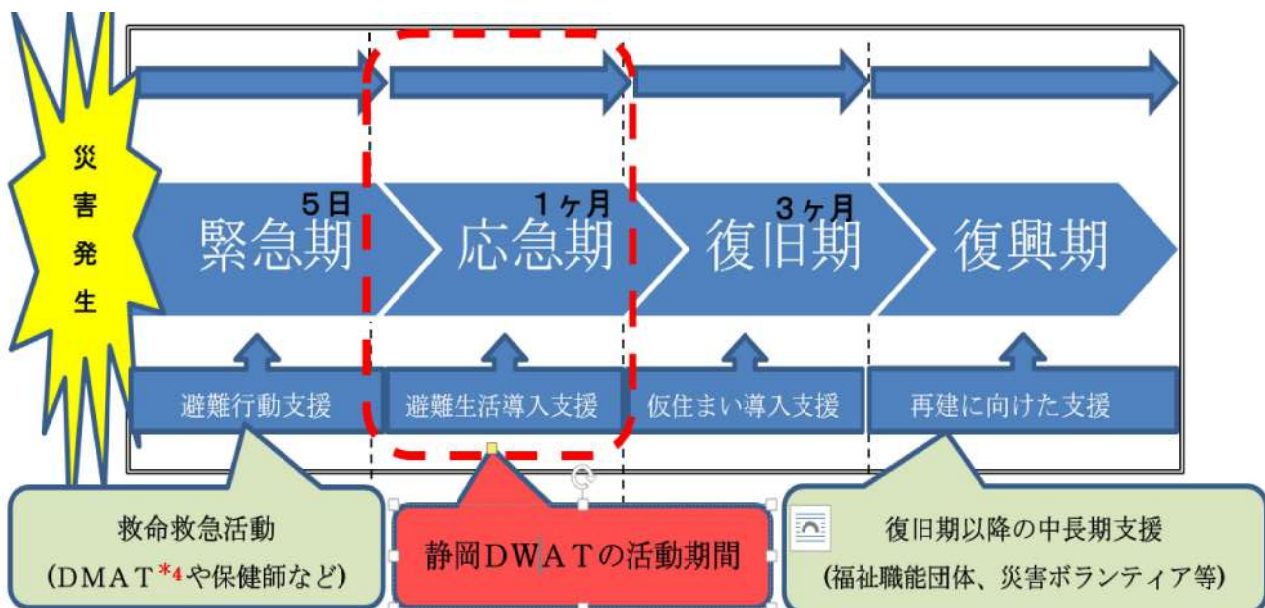 災害発生
5日
1ヶ月
3ヶ月
緊急期
応急期
復旧期
復興期
避難行動支援
避難生活導入支援
仮住まい導入支援
再建に向けた支援
救命救急活動
(DMAT*4や保健師など)
静岡DWATの活動期間
復旧期以降の中長期支援
(福祉職能団体、災害ボランティア等)